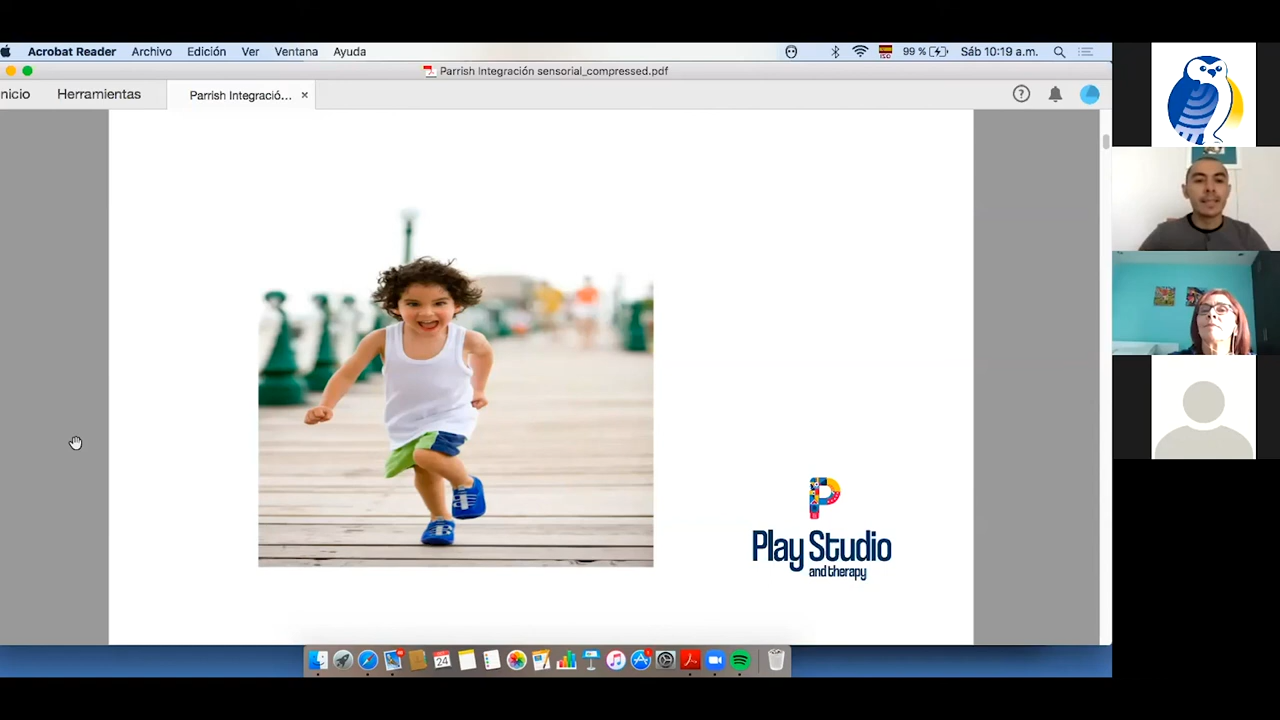 Acrobat Reader Archivo Edición Ver Ventana Ayuda 99 % Sáb 10:19 a.m.
Parrish Integración sensorial_compressed.pdf
nicio Herramientas Parrish Integració... ×
P
Play Studio
and therapy
24